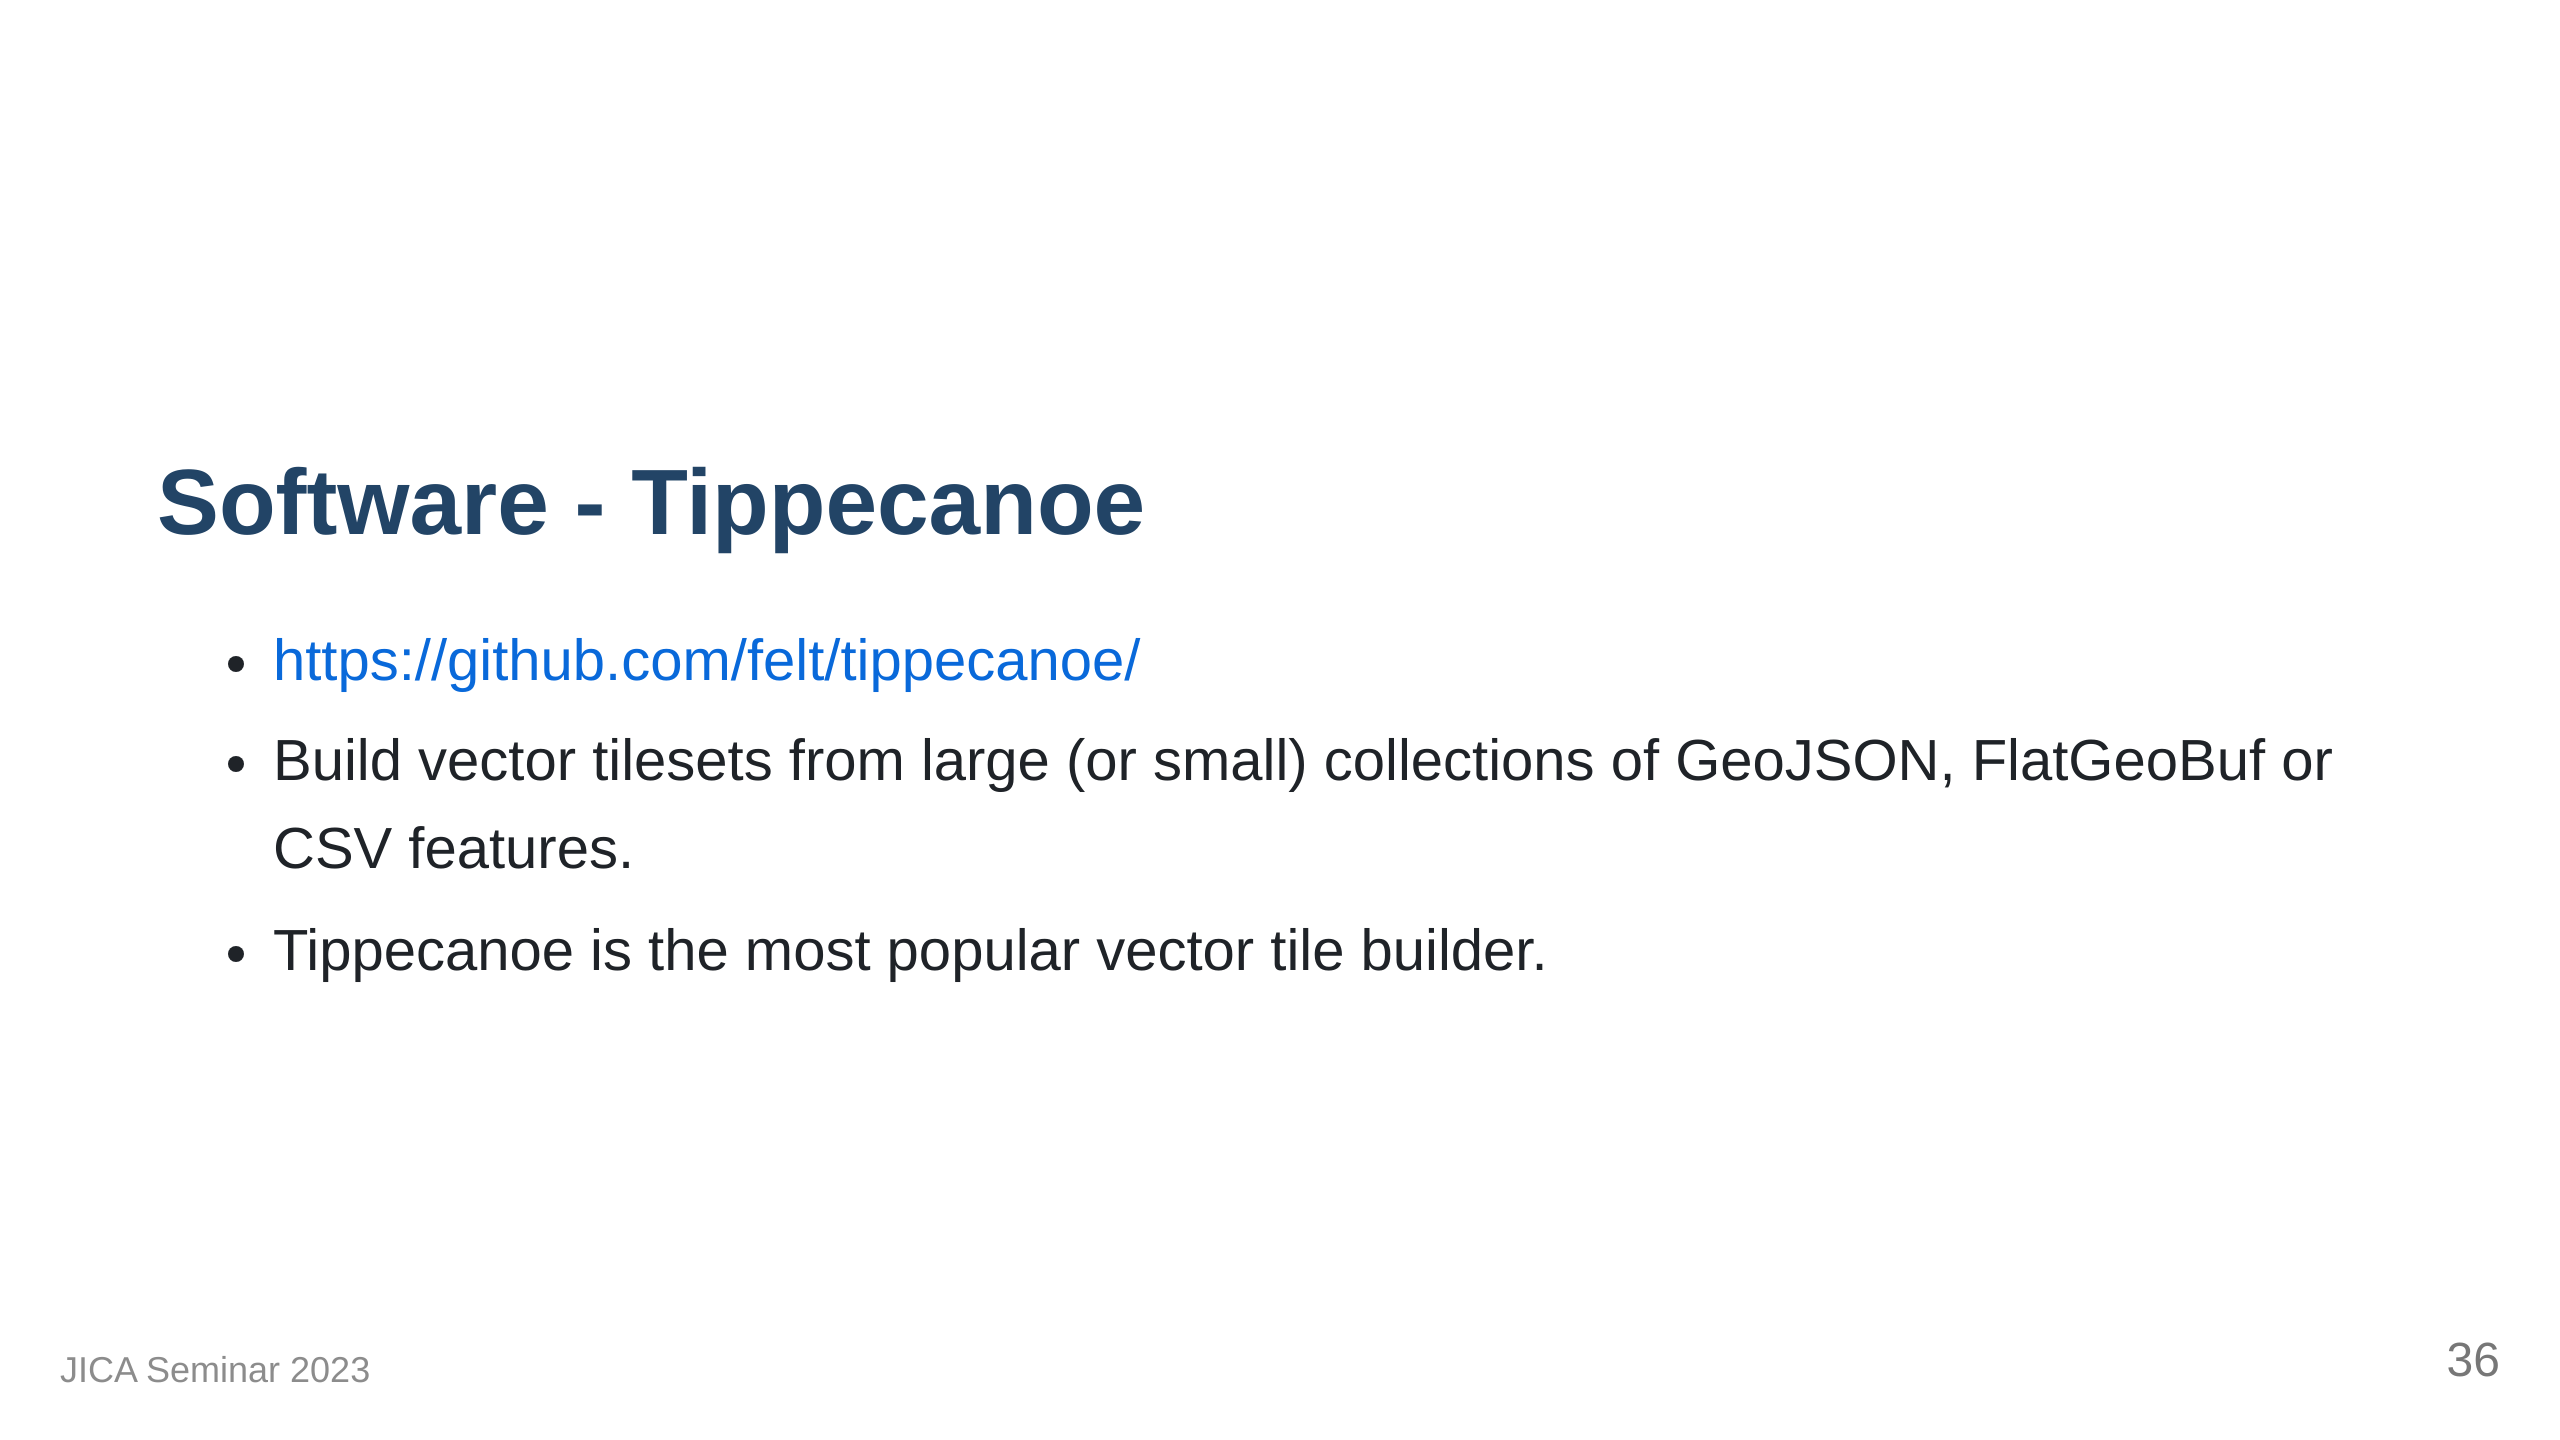 Software - Tippecanoe
• https://github.com/felt/tippecanoe/
• Build vector tilesets from large (or small) collections of GeoJSON, FlatGeoBuf or
CSV features.
• Tippecanoe is the most popular vector tile builder.
JICA Seminar 2023
36